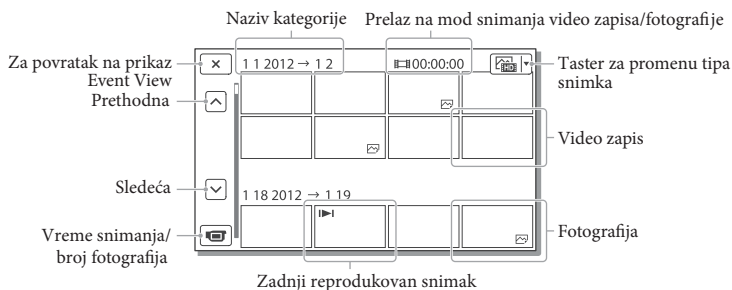 Naziv kategorije
Prelaz na mod snimanja video zapisa/fotografije
Za povratak na prikaz
Event View
Prethodna
1 1 2012 → 1 2
00:00:00
HD
Taster za promenu tipa
snimka
Video zapis
Sledeća
1 18 2012 → 1 19
Vreme snimanja/
broj fotografija
Fotografija
Zadnji reprodukovan snimak